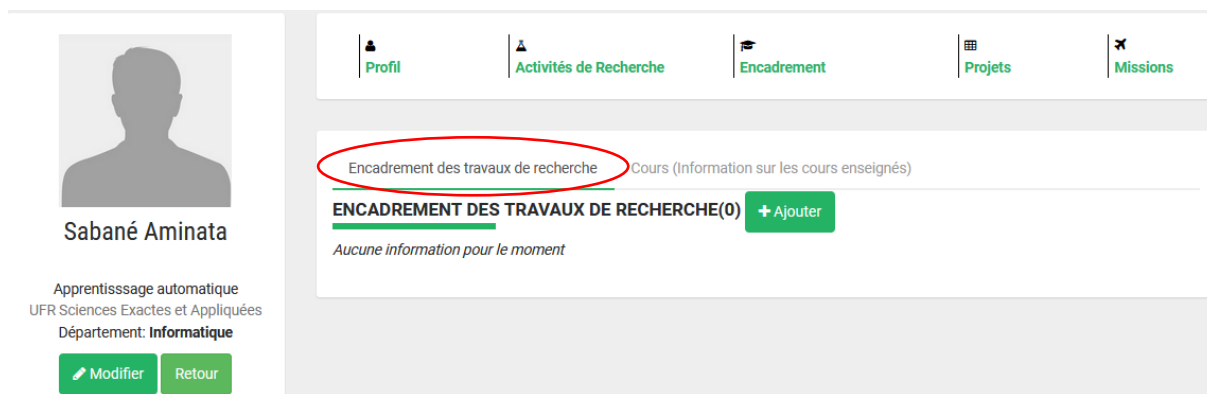 Profil
Activités de Recherche
Encadrement
Projets
Missions
Encadrement des travaux de recherche
Cours (Information sur les cours enseignés)
ENCADREMENT DES TRAVAUX DE RECHERCHE(0)
+ Ajouter
Aucune information pour le moment
Sabané Aminata
Apprentisssage automatique
UFR Sciences Exactes et Appliquées
Département: Informatique
Modifier
Retour